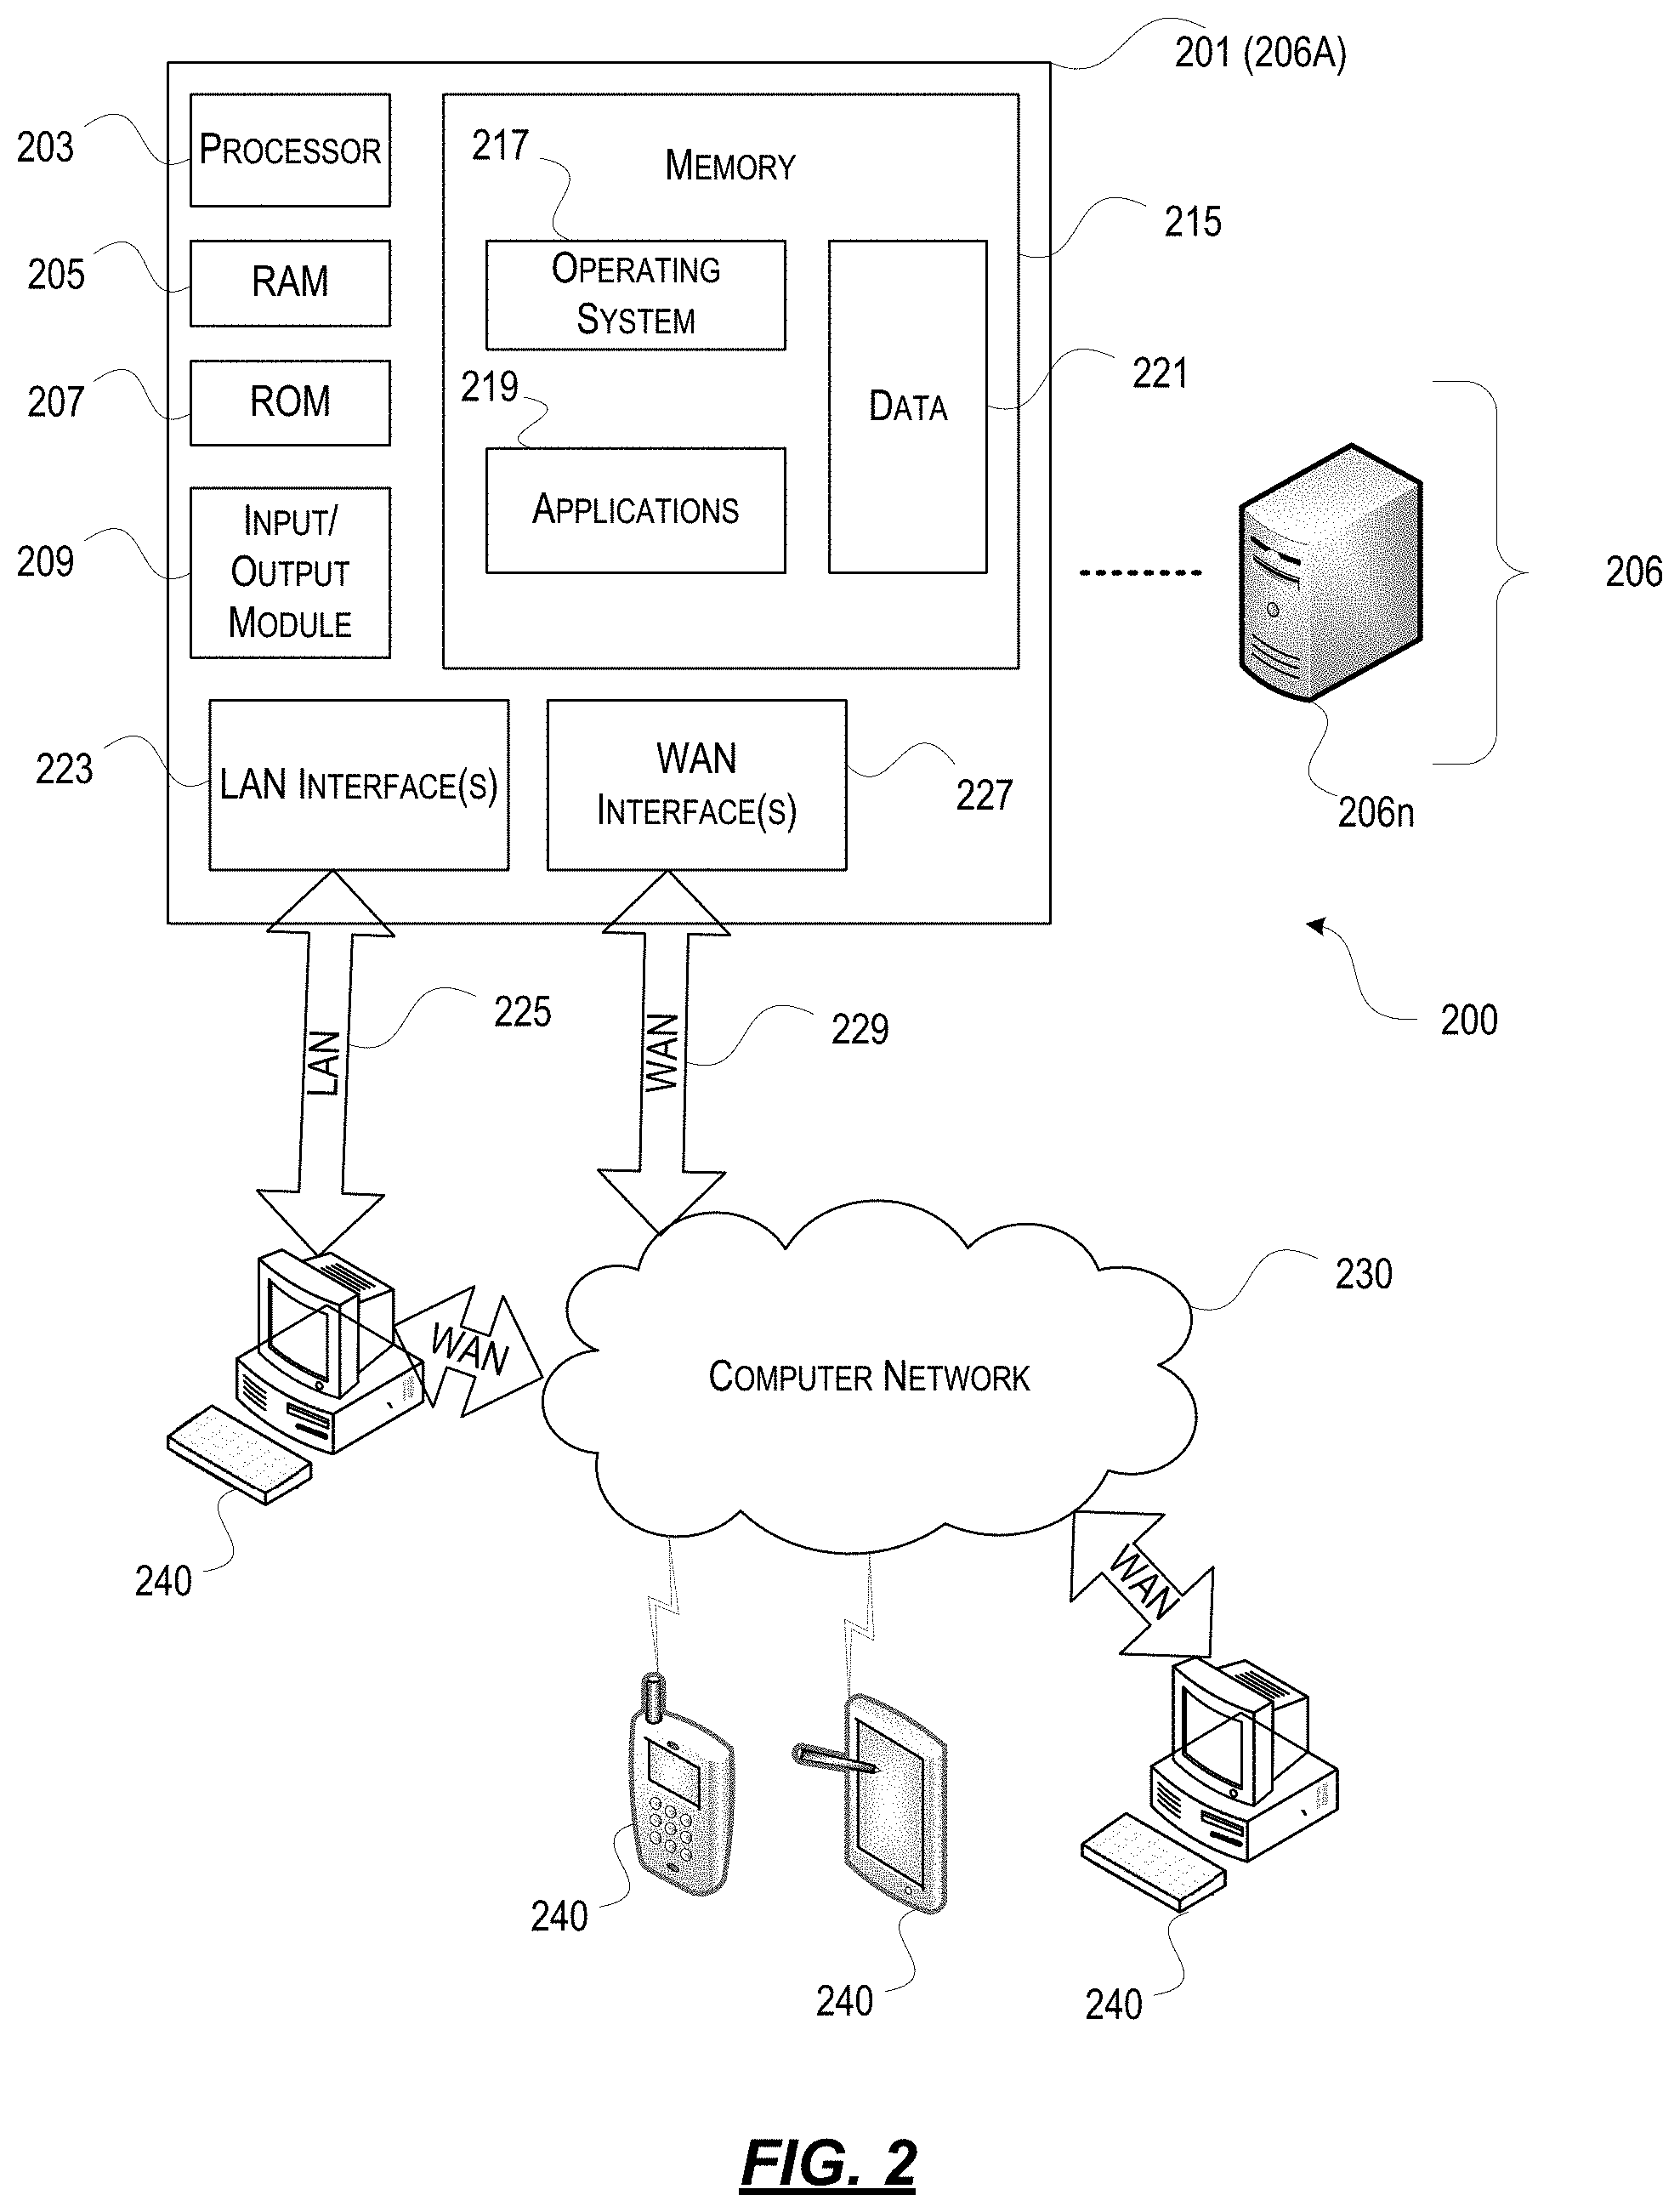 201 (206A)
203
PROCESSOR
217
MEMORY
215
205
RAM
OPERATING
SYSTEM
207
ROM
219
DATA
221
209
INPUT/
OUTPUT
MODULE
APPLICATIONS
206
223
LAN INTERFACE(S)
WAN
INTERFACE(S)
227
206n
225
LAN
229
WAN
200
230
WAN
COMPUTER NETWORK
240
WAN
240
240
240
FIG. 2